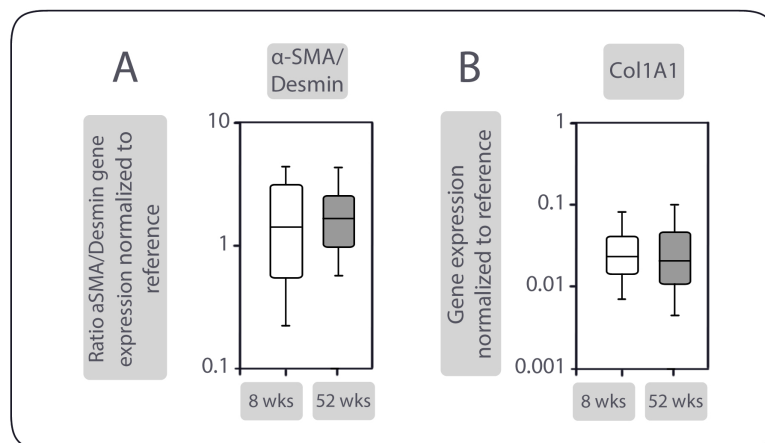 A
α-SMA/
Desmin
Ratio aSMA/Desmin gene
expression normalized to
reference
10
1
0.1
8 wks
52 wks
B
Col1A1
Gene expression
normalized to reference
1
0.1
0.01
0.001
8 wks
52 wks